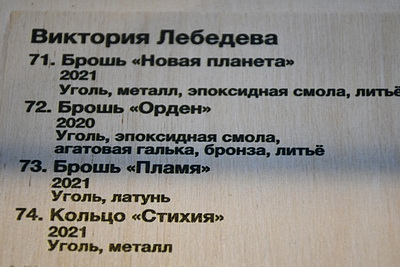 Виктория Лебедева
71. Брошь «Новая планета»
2021
Уголь, металл, эпоксидная смола, литьё
72. Брошь «Орден»
2020
Уголь, эпоксидная смола,
агатовая галька, бронза, литьё
73. Брошь «Пламя»
2021
Уголь, латунь
74. Кольцо «Стихия»
2021
Уголь, металл